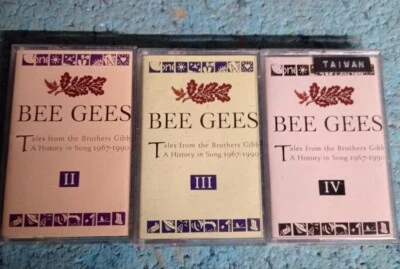 BEE GEES
Tales from the Brothers Gibb
A History in Song 1967-1990
II
BEE GEES
Tales from the Brothers Gibb
A History in Song 1967-1990
III
TAIWAN
BEE GEES
Tales from the Brothers Gibb
A History in Song 1967-1990
IV